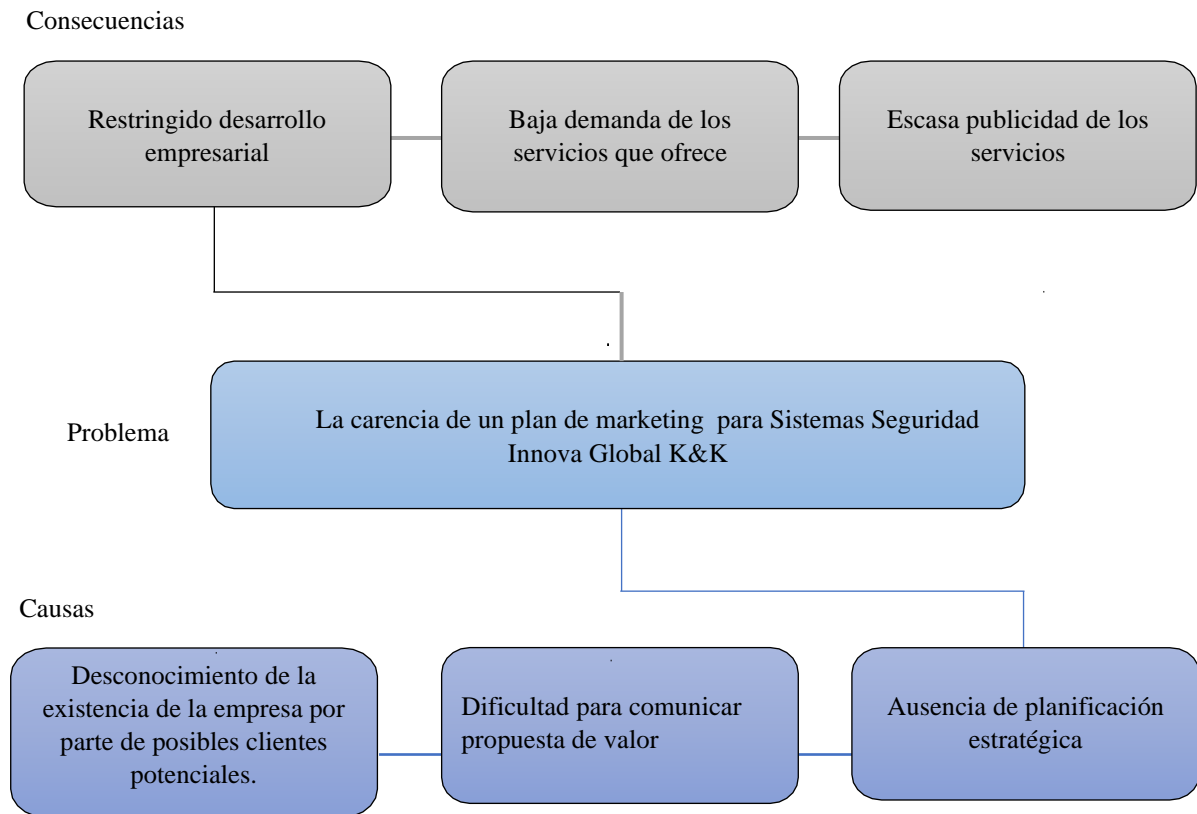 Consecuencias
Restringido desarrollo
empresarial
Baja demanda de los
servicios que ofrece
Escasa publicidad de los
servicios
Problema
La carencia de un plan de marketing para Sistemas Seguridad
Innova Global K&K
Causas
Desconocimiento de la
existencia de la empresa por
parte de posibles clientes
potenciales.
Dificultad para comunicar
propuesta de valor
Ausencia de planificación
estratégica